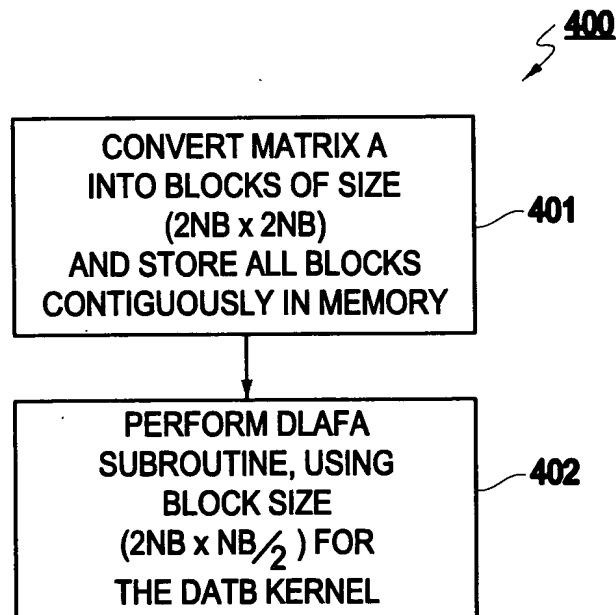 400
CONVERT MATRIX A
INTO BLOCKS OF SIZE
(2NB x 2NB)
AND STORE ALL BLOCKS
CONTIGUOUSLY IN MEMORY
401
PERFORM DLAFA
SUBROUTINE, USING
BLOCK SIZE
(2NB x NB/2) FOR
THE DATB KERNEL
402